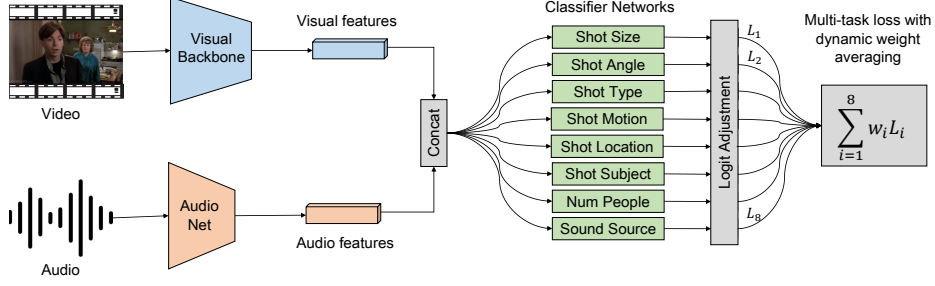 Video
Visual
Backbone
Visual features
Audio
Audio
Net
Audio features
Concat
Classifier Networks
Shot Size
Shot Angle
Shot Type
Shot Motion
Shot Location
Shot Subject
Num People
Sound Source
Logit Adjustment
L₁
L₂
L₈
Multi-task loss with
dynamic weight
averaging
8
∑ wᵢLᵢ
i=1